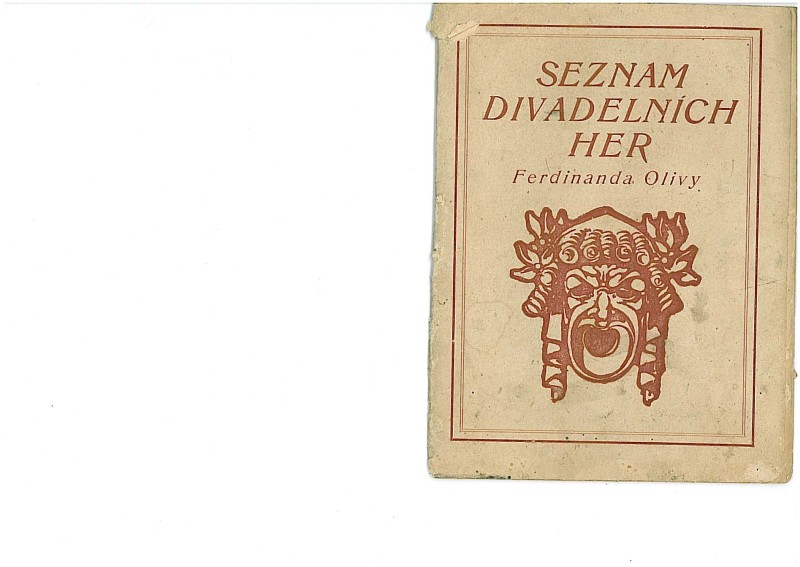 SEZNAM
DIVADELNÍCH
HER
Ferdinanda Olivy